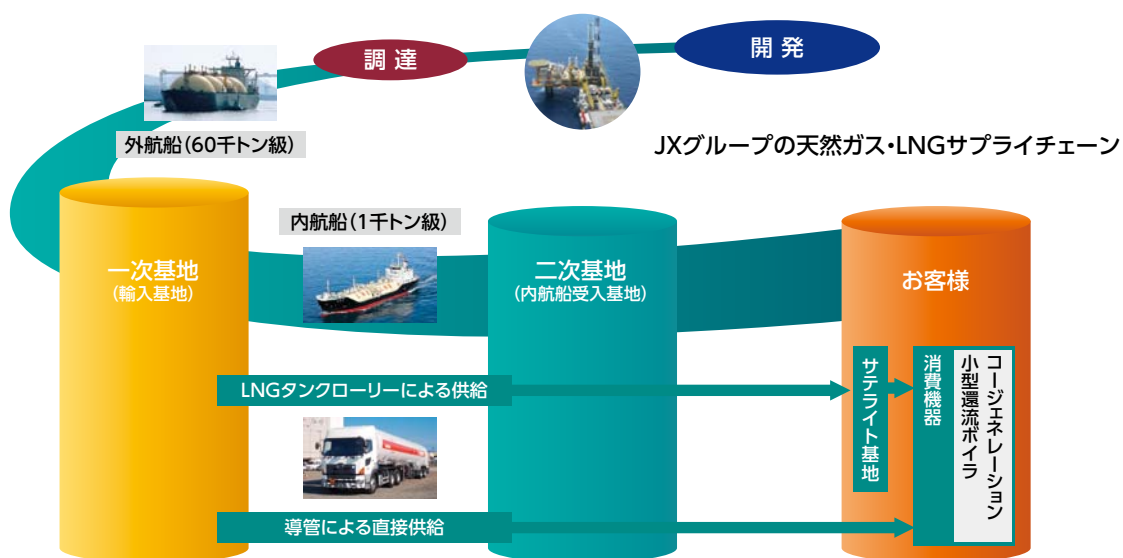 開発
調達
外航船（60千トン級）
JXグループの天然ガス・LNGサプライチェーン
内航船（1千トン級）
一次基地
（輸入基地）
二次基地
（内航船受入基地）
お客様
LNGタンクローリーによる供給
サテライト基地
消費機器
コージェネレーション
小型還流ボイラ
導管による直接供給